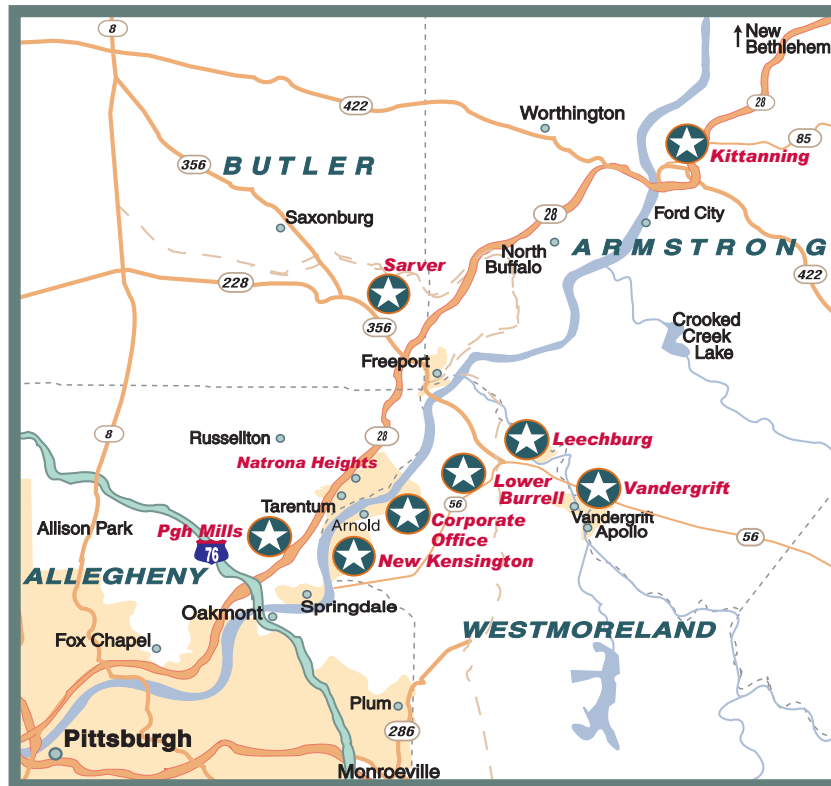 8
New
Bethlehem
28
422
Worthington
85
Kittanning
356
BUTLER
Saxonburg
28
Ford City
North
Buffalo
ARMSTRONG
Sarver
228
422
356
Crooked
Creek
Lake
Freeport
8
Russellton
28
Leechburg
Natrona Heights
Lower
Burrell
Vandergrift
Tarentum
56
Allison Park
Pgh Mills
Arnold
Corporate
Office
Vandergrift
Apollo
56
76
New Kensington
ALLEGHENY
Oakmont
Springdale
Fox Chapel
WESTMORELAND
Plum
286
Pittsburgh
Monroeville